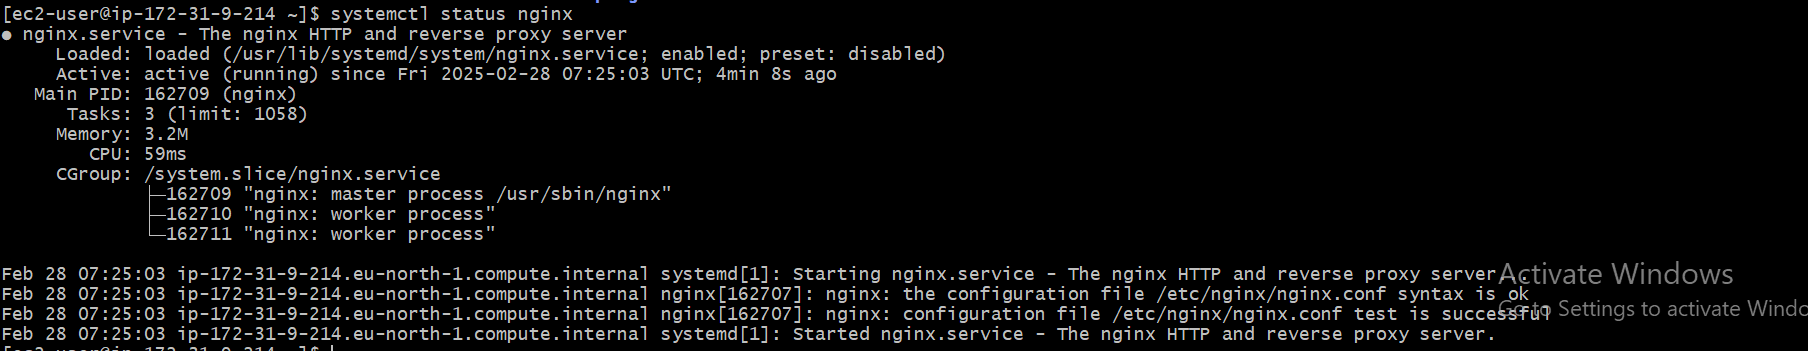 [ec2-user@ip-172-31-9-214 ~]$ systemctl status nginx
● nginx.service - The nginx HTTP and reverse proxy server
Loaded: loaded (/usr/lib/systemd/system/nginx.service; enabled; preset: disabled)
Active: active (running) since Fri 2025-02-28 07:25:03 UTC; 4min 8s ago
Main PID: 162709 (nginx)
Tasks: 3 (limit: 1058)
Memory: 3.2M
CPU: 59ms
CGroup: /system.slice/nginx.service
├─162709 "nginx: master process /usr/sbin/nginx"
├─162710 "nginx: worker process"
└─162711 "nginx: worker process"
Feb 28 07:25:03 ip-172-31-9-214.eu-north-1.compute.internal systemd[1]: Starting nginx.service - The nginx HTTP and reverse proxy server...
Feb 28 07:25:03 ip-172-31-9-214.eu-north-1.compute.internal nginx[162707]: nginx: the configuration file /etc/nginx/nginx.conf syntax is ok
Feb 28 07:25:03 ip-172-31-9-214.eu-north-1.compute.internal nginx[162707]: nginx: configuration file /etc/nginx/nginx.conf test is successful
Feb 28 07:25:03 ip-172-31-9-214.eu-north-1.compute.internal systemd[1]: Started nginx.service - The nginx HTTP and reverse proxy server.
[ec2-user@ip-172-31-9-214 ~]$
Activate Windows
Go to Settings to activate Windo